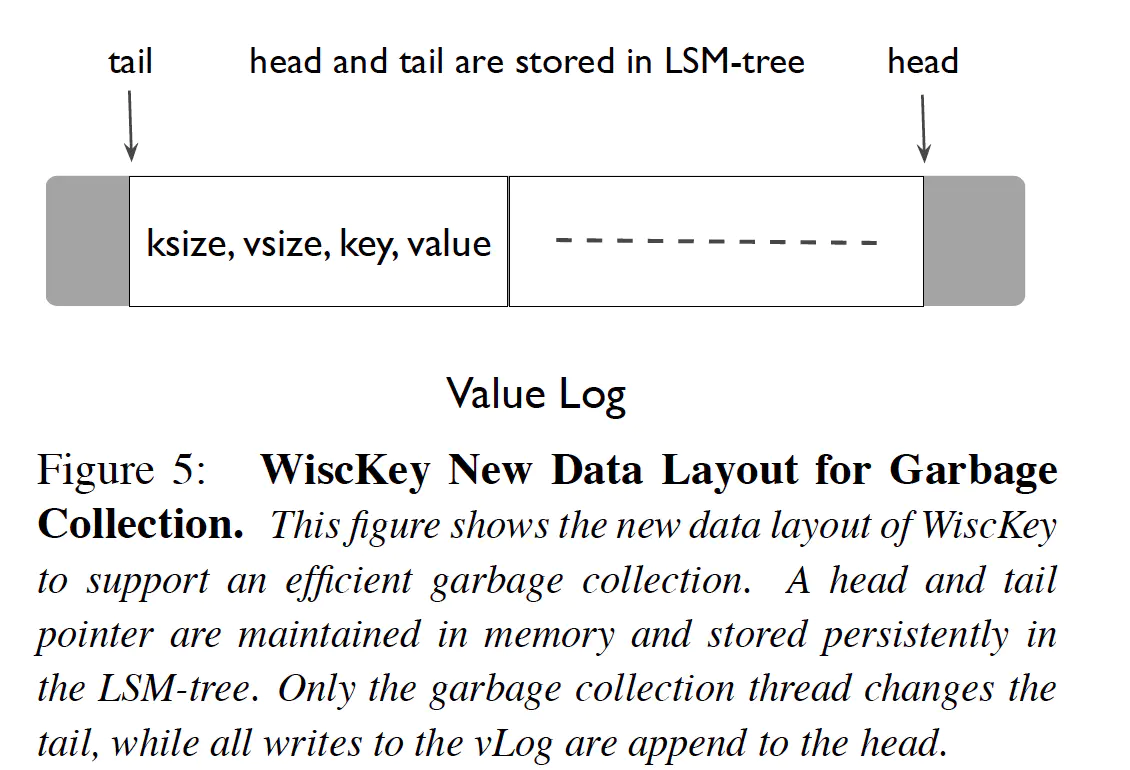 tail head and tail are stored in LSM-tree head
ksize, vsize, key, value
Value Log
Figure 5: WiscKey New Data Layout for Garbage
Collection. This figure shows the new data layout of WiscKey
to support an efficient garbage collection. A head and tail
pointer are maintained in memory and stored persistently in
the LSM-tree. Only the garbage collection thread changes the
tail, while all writes to the vLog are append to the head.